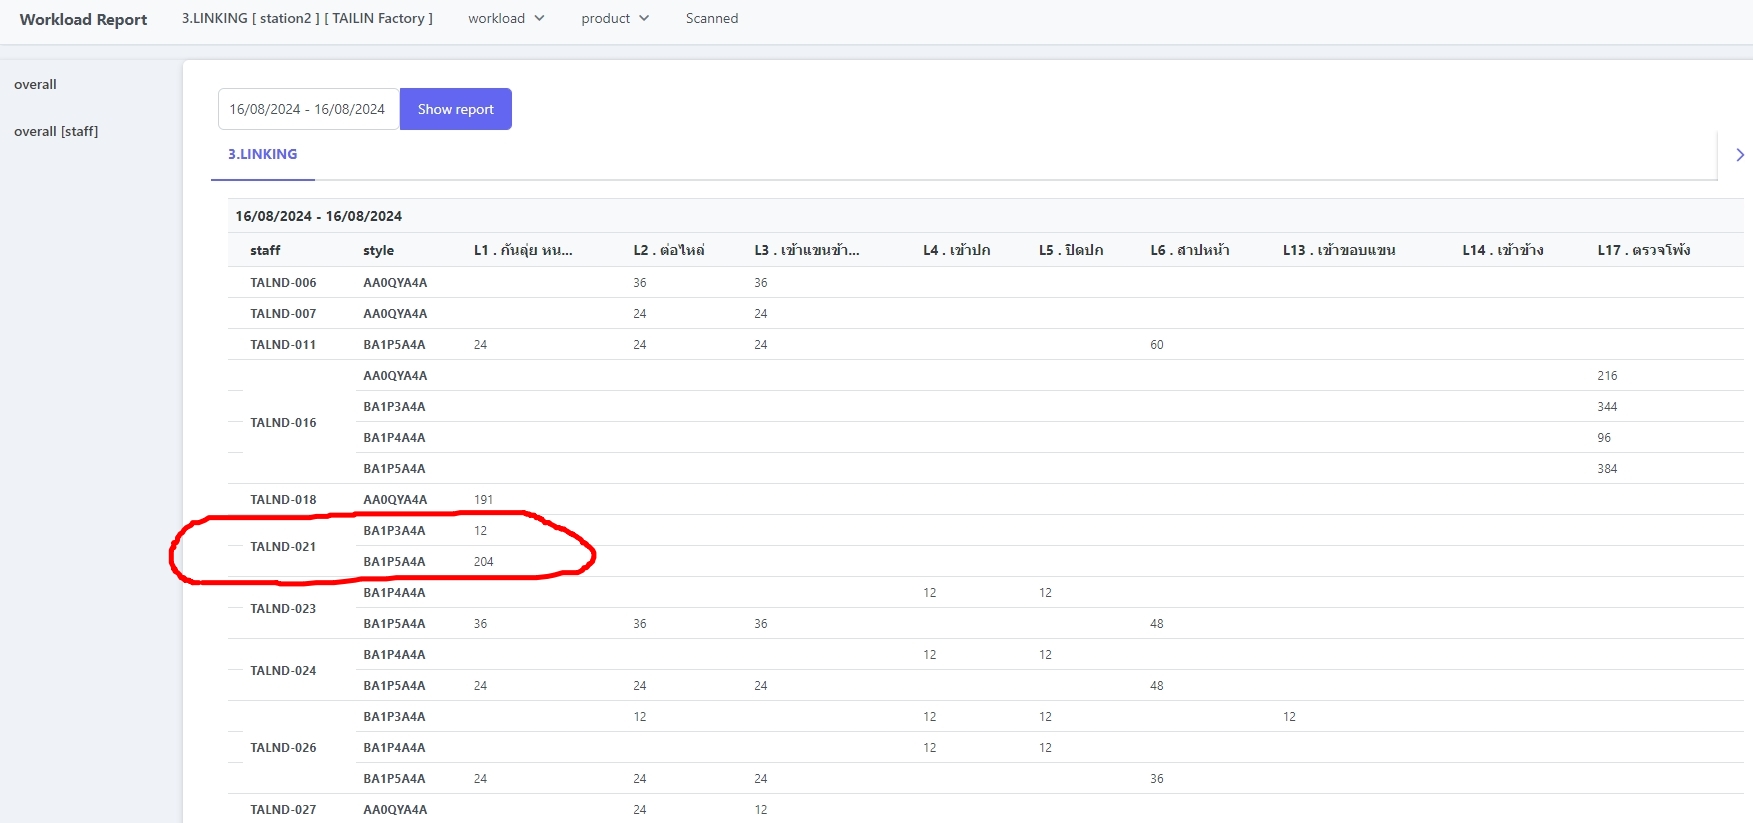 Workload Report 3.LINKING [ station2 ] [ TAILIN Factory ] workload product Scanned
overall
overall [staff]
16/08/2024 - 16/08/2024 Show report
3.LINKING
16/08/2024 - 16/08/2024
staff style L1 . กันลุ่ย หน... L2 . ต่อไหล่ L3 . เข้าแขนข้า... L4 . เข้าปก L5 . ปิดปก L6 . สาปหน้า L13 . เข้าขอบแขน L14 . เข้าข้าง L17 . ตรวจโพ้ง
TALND-006 AA0QYA4A 36 36
TALND-007 AA0QYA4A 24 24
TALND-011 BA1P5A4A 24 24 24 60
TALND-016 AA0QYA4A 216
BA1P3A4A 344
BA1P4A4A 96
BA1P5A4A 384
TALND-018 AA0QYA4A 191
TALND-021 BA1P3A4A 12
BA1P5A4A 204
TALND-023 BA1P4A4A 12 12
BA1P5A4A 36 36 36 48
TALND-024 BA1P4A4A 12 12
BA1P5A4A 24 24 24 48
TALND-026 BA1P3A4A 12 12 12 12
BA1P4A4A 12 12
BA1P5A4A 24 24 24 36
TALND-027 AA0QYA4A 24 12